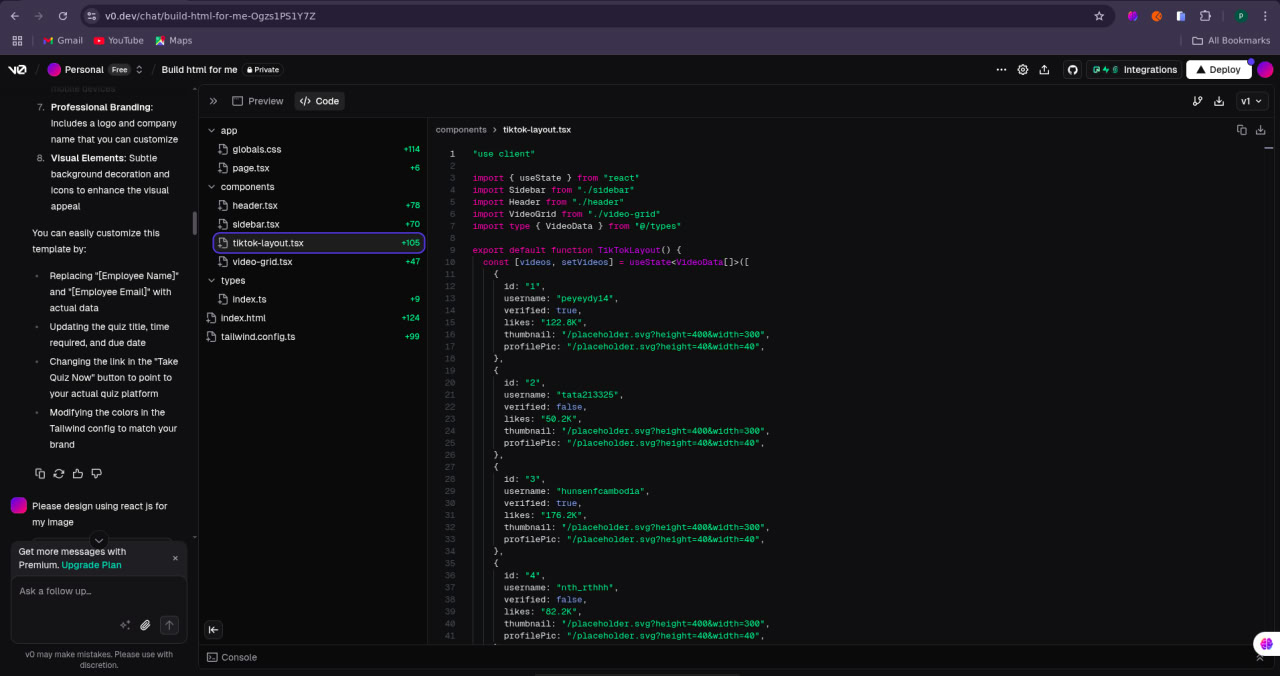 v0.dev/chat/build-html-for-me-Ogzs1PS1Y7Z
P
Gmail
YouTube
Maps
All Bookmarks
v0
/
Personal
Free
/
Build html for me
Private
Integrations
Deploy
mobile devices
7. Professional Branding:
Includes a logo and company
name that you can customize
8. Visual Elements: Subtle
background decoration and
icons to enhance the visual
appeal
You can easily customize this
template by:
• Replacing "[Employee Name]"
and "[Employee Email]" with
actual data
• Updating the quiz title, time
required, and due date
• Changing the link in the "Take
Quiz Now" button to point to
your actual quiz platform
• Modifying the colors in the
Tailwind config to match your
brand
Please design using react js for
my image
Get more messages with
Premium. Upgrade Plan
Ask a follow up...
v0 may make mistakes. Please use with
discretion.
Preview
Code
v1
app
globals.css +114
page.tsx +6
components
header.tsx +78
sidebar.tsx +70
tiktok-layout.tsx +105
video-grid.tsx +47
types
index.ts +9
index.html +124
tailwind.config.ts +99
components > tiktok-layout.tsx
1 "use client"
2
3 import { useState } from "react"
4 import Sidebar from "./sidebar"
5 import Header from "./header"
6 import VideoGrid from "./video-grid"
7 import type { VideoData } from "@/types"
8
9 export default function TikTokLayout() {
10 const [videos, setVideos] = useState<VideoData[]>([
11 {
12 id: "1",
13 username: "peyeydy14",
14 verified: true,
15 likes: "122.8K",
16 thumbnail: "/placeholder.svg?height=400&width=300",
17 profilePic: "/placeholder.svg?height=40&width=40",
18 },
19 {
20 id: "2",
21 username: "tata213325",
22 verified: false,
23 likes: "50.2K",
24 thumbnail: "/placeholder.svg?height=400&width=300",
25 profilePic: "/placeholder.svg?height=40&width=40",
26 },
27 {
28 id: "3",
29 username: "hunsenfcambodia",
30 verified: true,
31 likes: "176.2K",
32 thumbnail: "/placeholder.svg?height=400&width=300",
33 profilePic: "/placeholder.svg?height=40&width=40",
34 },
35 {
36 id: "4",
37 username: "nth_rthhh",
38 verified: false,
39 likes: "82.2K",
40 thumbnail: "/placeholder.svg?height=400&width=300",
41 profilePic: "/placeholder.svg?height=40&width=40",
Console